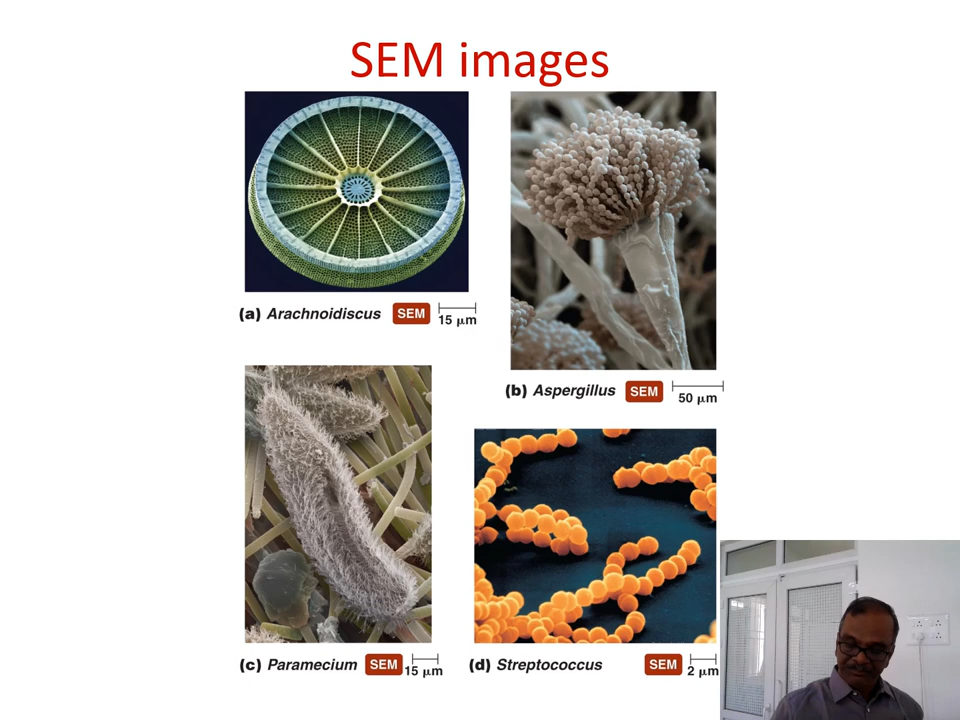 SEM images
(a) Arachnoidiscus SEM 15 μm
(b) Aspergillus SEM 50 μm
(c) Paramecium SEM 15 μm
(d) Streptococcus SEM 2 μm